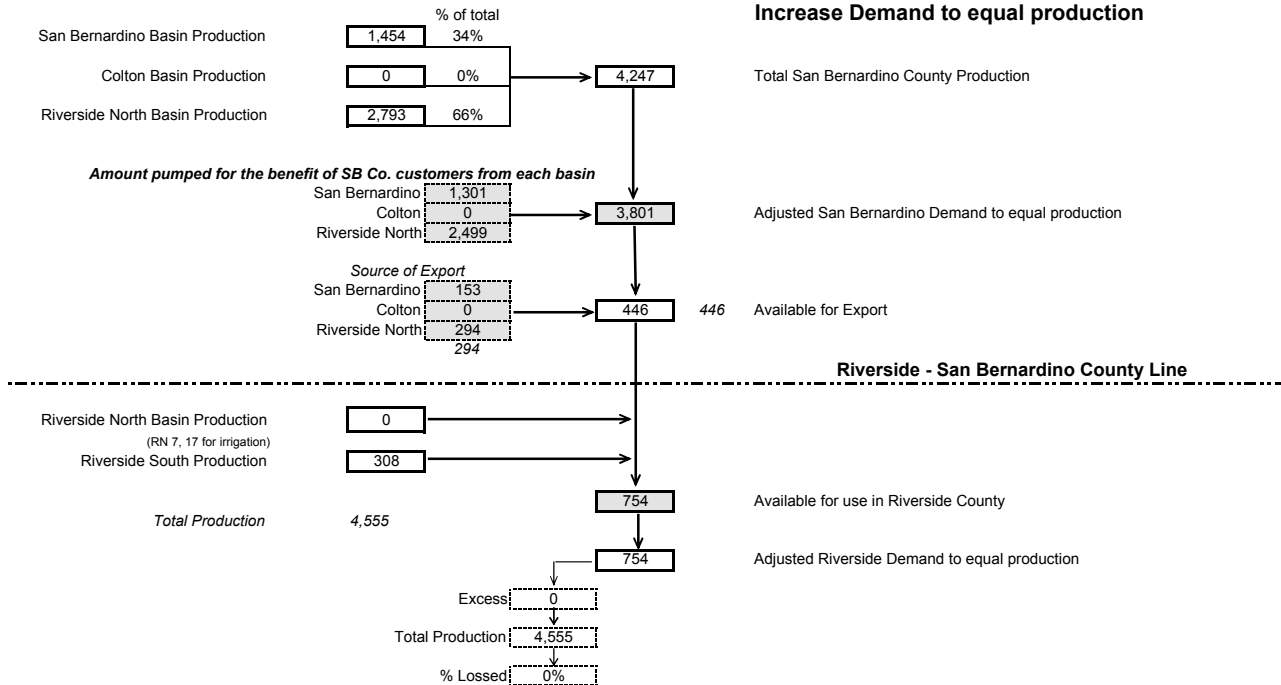 Increase Demand to equal production
% of total
San Bernardino Basin Production 1,454 34%
Colton Basin Production 0 0% 4,247 Total San Bernardino County Production
Riverside North Basin Production 2,793 66%
Amount pumped for the benefit of SB Co. customers from each basin
San Bernardino 1,301
Colton 0 3,801 Adjusted San Bernardino Demand to equal production
Riverside North 2,499
Source of Export
San Bernardino 153
Colton 0 446 446 Available for Export
Riverside North 294
294
Riverside - San Bernardino County Line
Riverside North Basin Production 0
(RN 7, 17 for irrigation)
Riverside South Production 308
754 Available for use in Riverside County
Total Production 4,555
754 Adjusted Riverside Demand to equal production
Excess 0
Total Production 4,555
% Lossed 0%